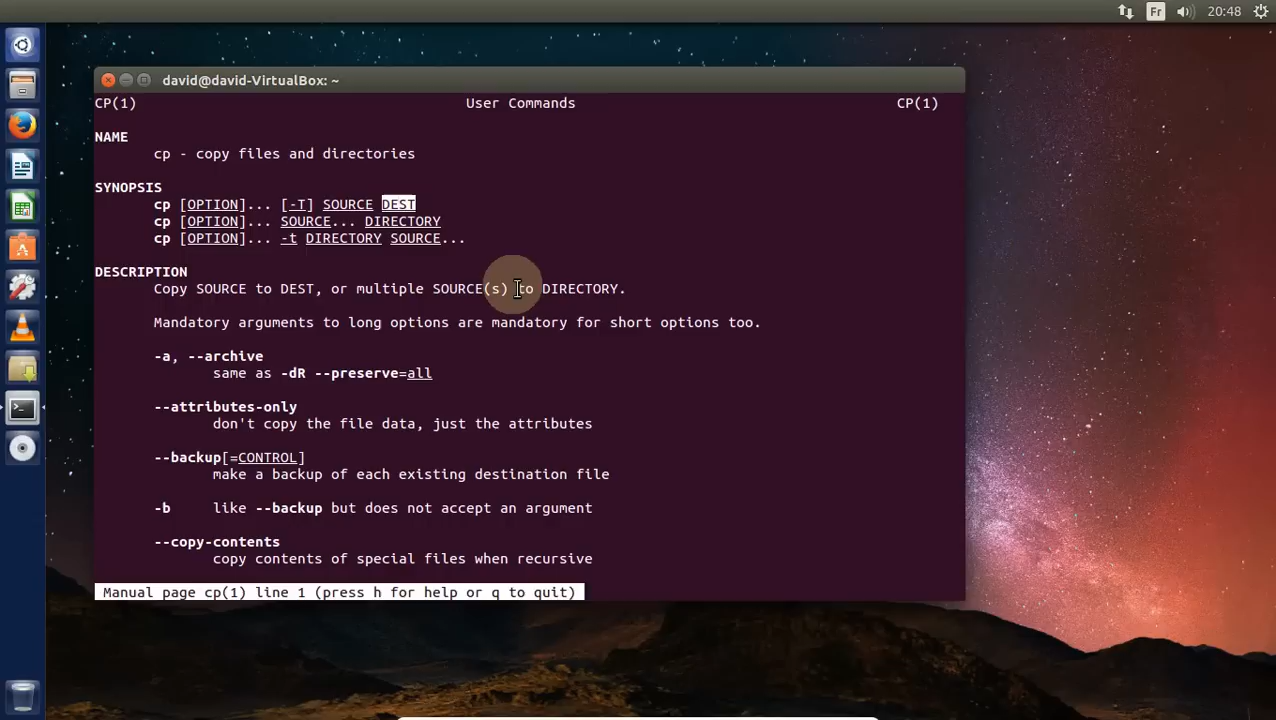 Fr 20:48
david@david-VirtualBox: ~
CP(1) User Commands CP(1)
NAME
cp - copy files and directories
SYNOPSIS
cp [OPTION]... [-T] SOURCE DEST
cp [OPTION]... SOURCE... DIRECTORY
cp [OPTION]... -t DIRECTORY SOURCE...
DESCRIPTION
Copy SOURCE to DEST, or multiple SOURCE(s) to DIRECTORY.
Mandatory arguments to long options are mandatory for short options too.
-a, --archive
same as -dR --preserve=all
--attributes-only
don't copy the file data, just the attributes
--backup[=CONTROL]
make a backup of each existing destination file
-b like --backup but does not accept an argument
--copy-contents
copy contents of special files when recursive
Manual page cp(1) line 1 (press h for help or q to quit)